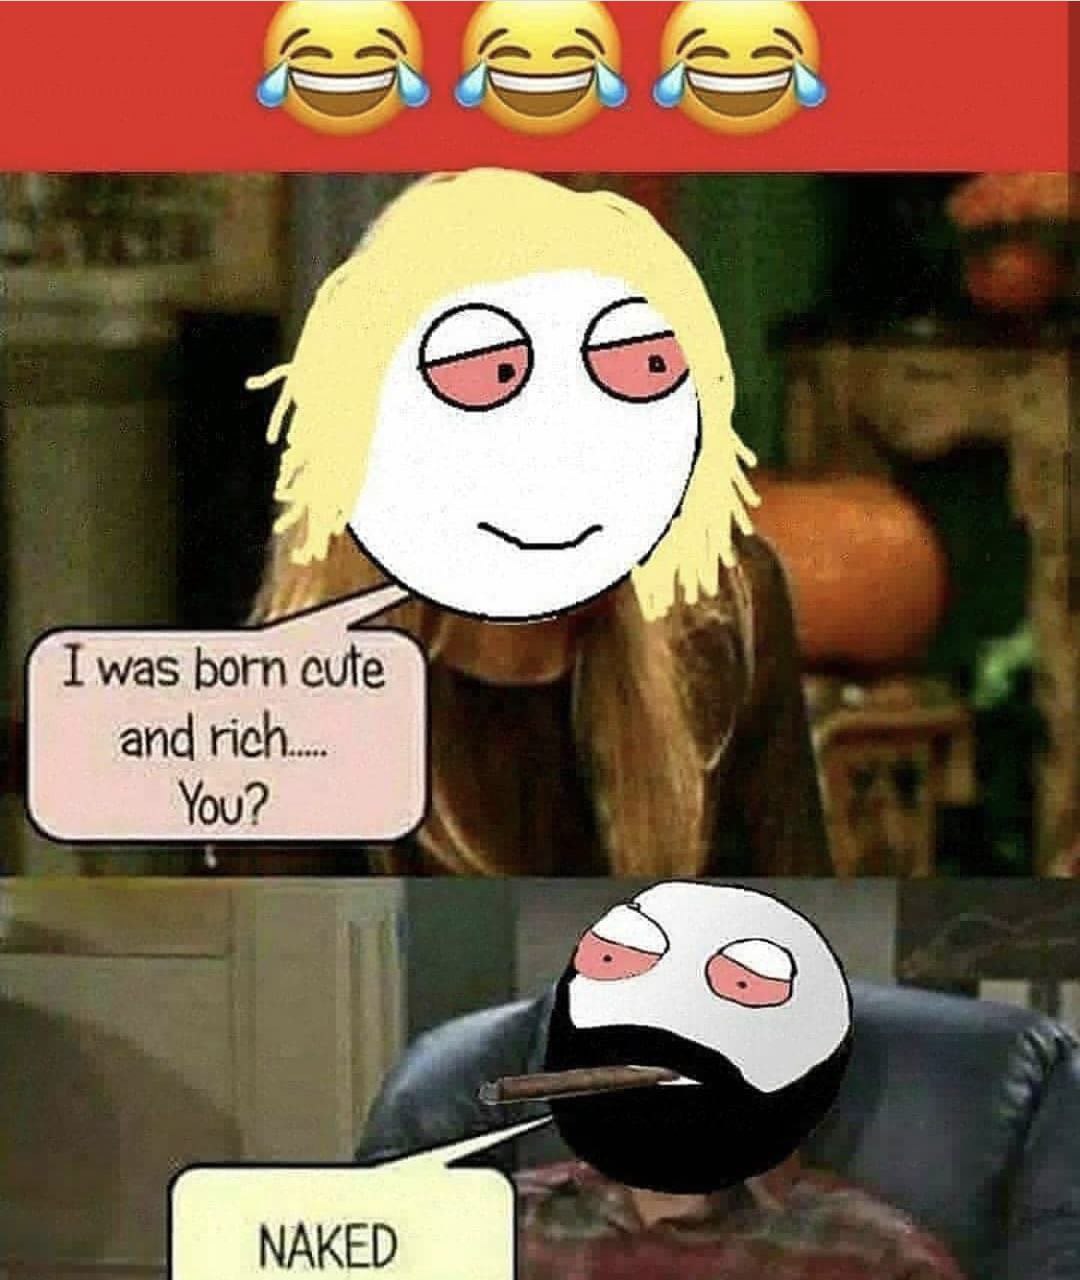 I was born cute
and rich.....
You?
NAKED